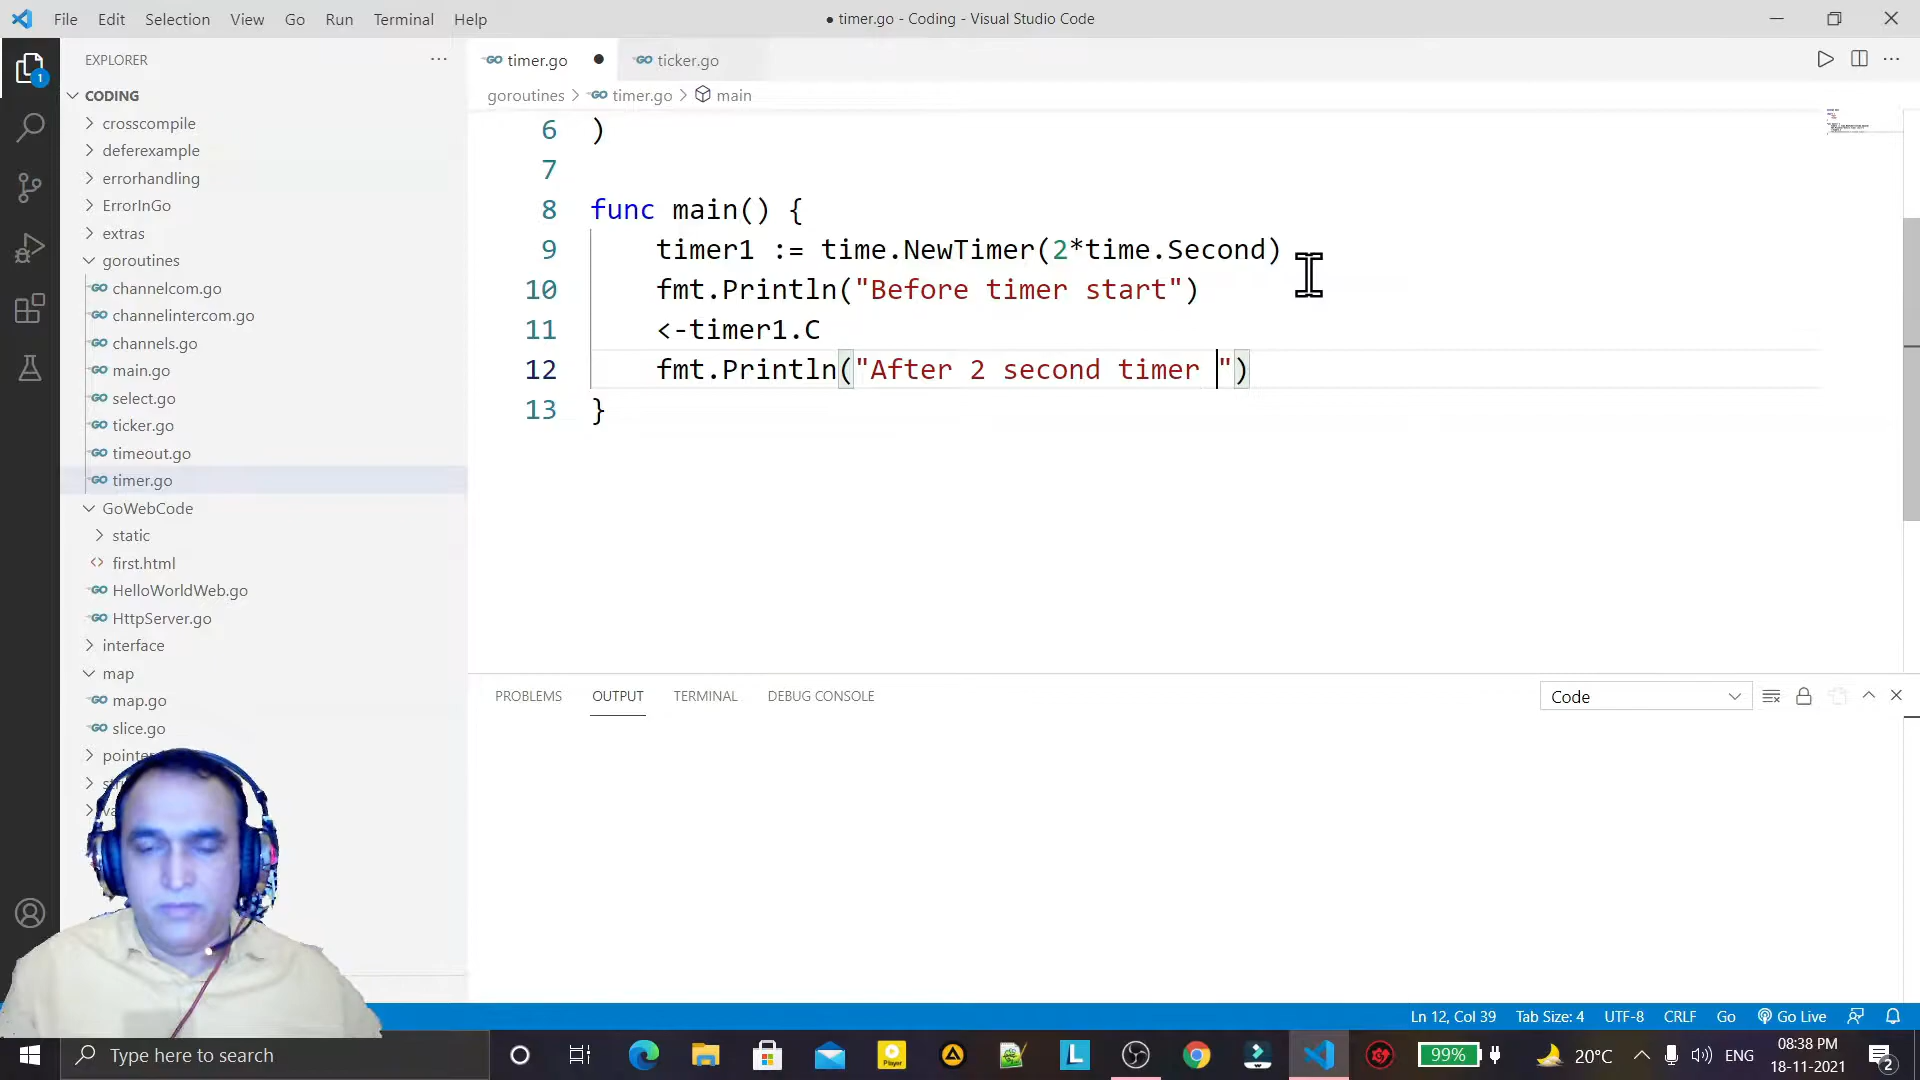 File Edit Selection View Go Run Terminal Help
● timer.go - Coding - Visual Studio Code
EXPLORER
timer.go
ticker.go
goroutines > timer.go > main
CODING
crosscompile
deferexample
errorhandling
ErrorInGo
extras
goroutines
channelcom.go
channelintercom.go
channels.go
main.go
select.go
ticker.go
timeout.go
timer.go
GoWebCode
static
first.html
HelloWorldWeb.go
HttpServer.go
interface
map
map.go
slice.go
1
6 )
7
8 func main() {
9 timer1 := time.NewTimer(2*time.Second)
10 fmt.Println("Before timer start")
11 <-timer1.C
12 fmt.Println("After 2 second timer ")
13 }
PROBLEMS OUTPUT TERMINAL DEBUG CONSOLE
Code
Ln 12, Col 39 Tab Size: 4 UTF-8 CRLF Go Go Live
Type here to search
Player
L
99%
20°C
ENG
08:38 PM
18-11-2021
2